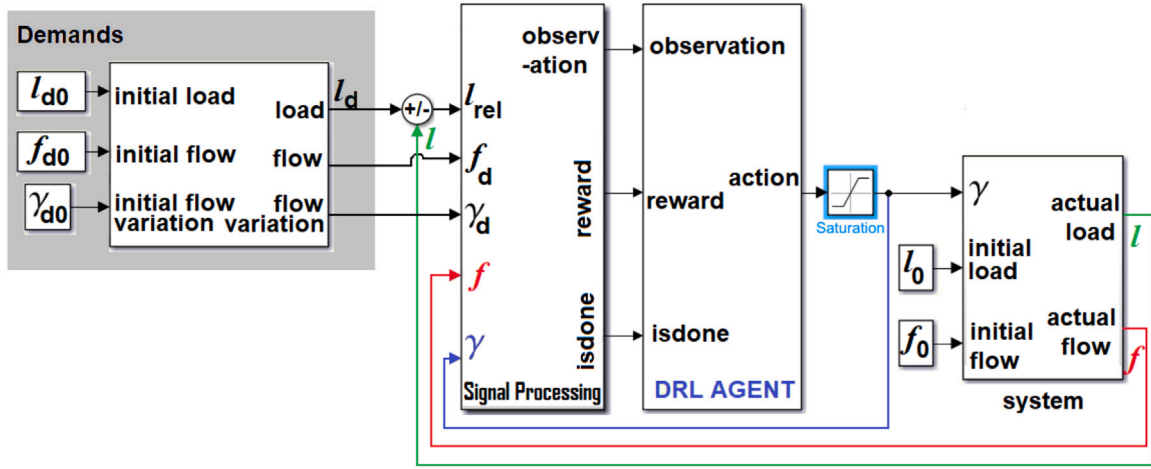 Demands
l_d0
initial load
load
l_d
f_d0
initial flow
flow
γ_d0
initial flow
variation
flow
variation
+/-
l
l_rel
f_d
γ_d
f
γ
observ
-ation
reward
isdone
Signal Processing
observation
reward
action
isdone
DRL AGENT
Saturation
γ
l_0
initial
load
f_0
initial
flow
actual
load
l
actual
flow
f
system